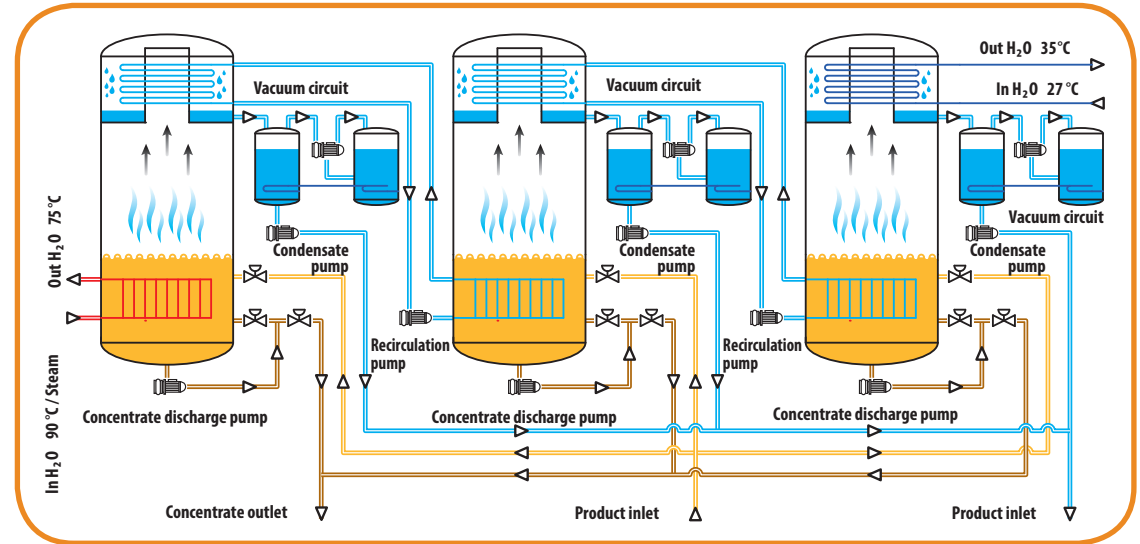 Out H₂O 35°C
Vacuum circuit
Vacuum circuit
In H₂O 27 °C
Out H₂O 75°C
Vacuum circuit
Condensate
pump
Condensate
pump
Condensate
pump
Recirculation
pump
Recirculation
pump
In H₂O 90 °C / Steam
Concentrate discharge pump
Concentrate discharge pump
Concentrate discharge pump
Concentrate outlet
Product inlet
Product inlet